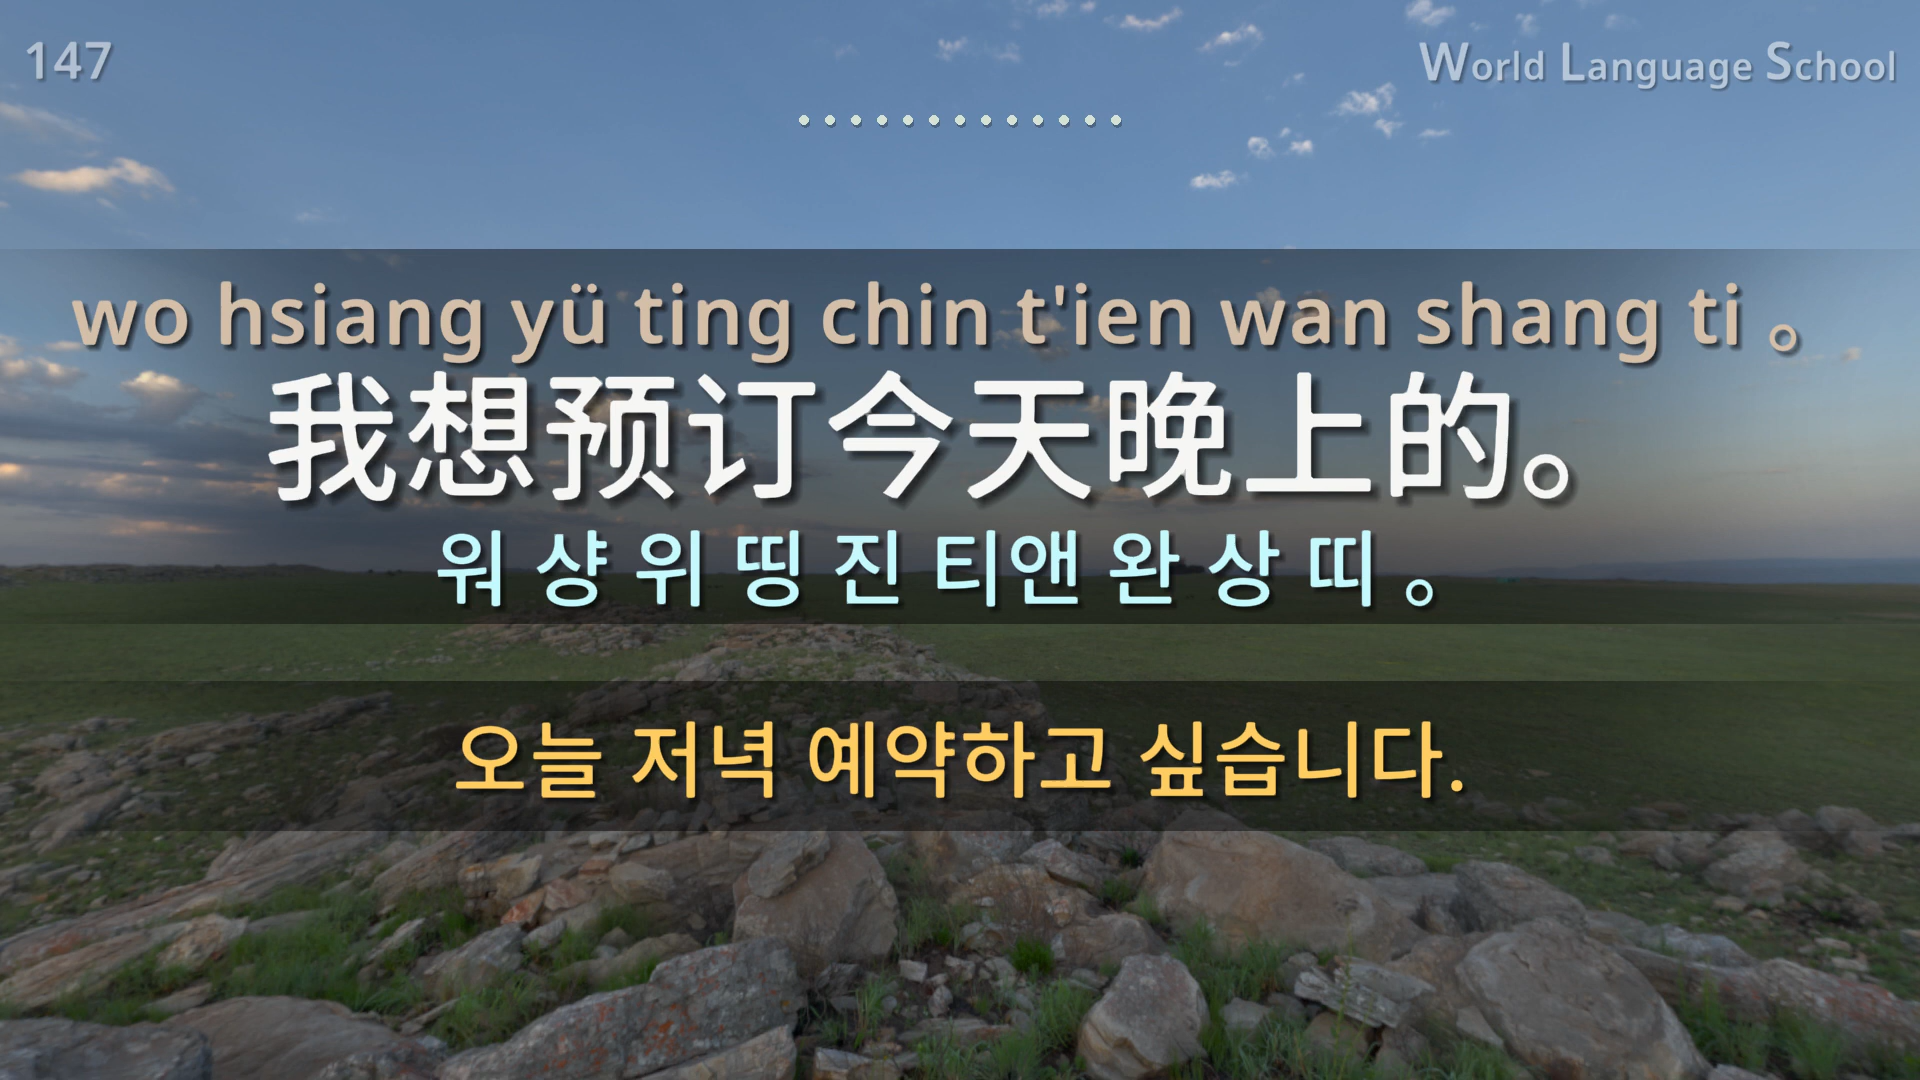 147
World Language School
wo hsiang yü ting chin t'ien wan shang ti 。
我想预订今天晚上的。
워 샹 위 띵 진 티앤 완 상 띠 。
오늘 저녁 예약하고 싶습니다.